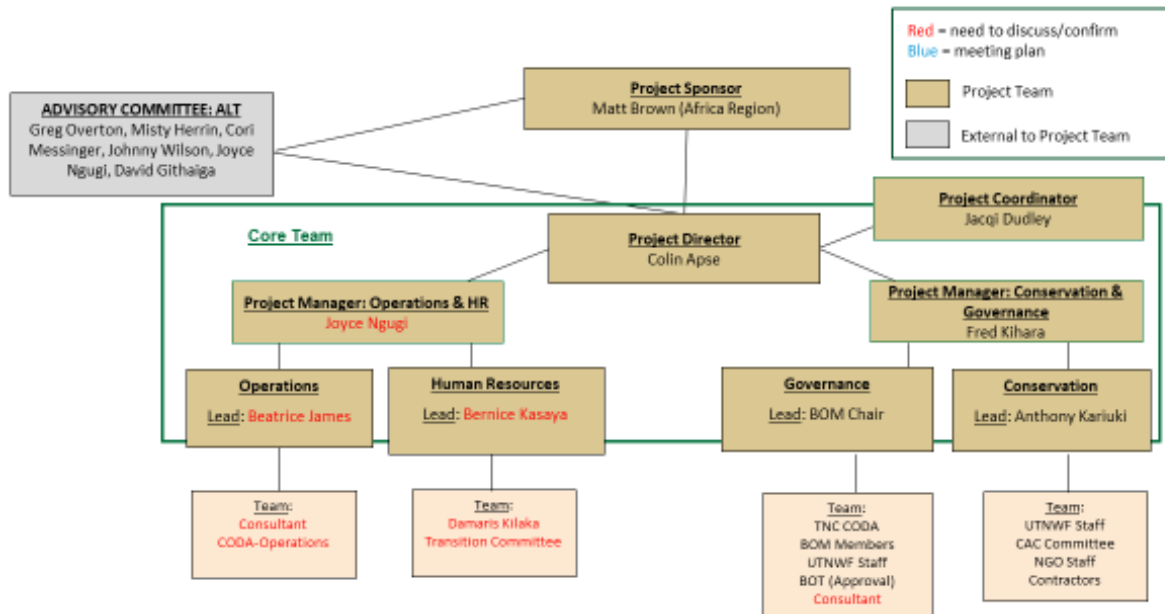 Red = need to discuss/confirm
Blue = meeting plan
Project Team
External to Project Team
Project Sponsor
Matt Brown (Africa Region)
ADVISORY COMMITTEE: ALT
Greg Overton, Misty Herrin, Cori
Messinger, Johnny Wilson, Joyce
Ngugi, David Githaiga
Project Coordinator
Jacqi Dudley
Core Team
Project Director
Colin Apse
Project Manager: Operations & HR
Joyce Ngugi
Project Manager: Conservation &
Governance
Fred Kihara
Operations
Lead: Beatrice James
Human Resources
Lead: Bernice Kasaya
Governance
Lead: BOM Chair
Conservation
Lead: Anthony Kariuki
Team:
Consultant
CODA-Operations
Team:
Damaris Kilaka
Transition Committee
Team:
TNC CODA
BOM Members
UTNWF Staff
BOT (Approval)
Consultant
Team:
UTNWF Staff
CAC Committee
NGO Staff
Contractors